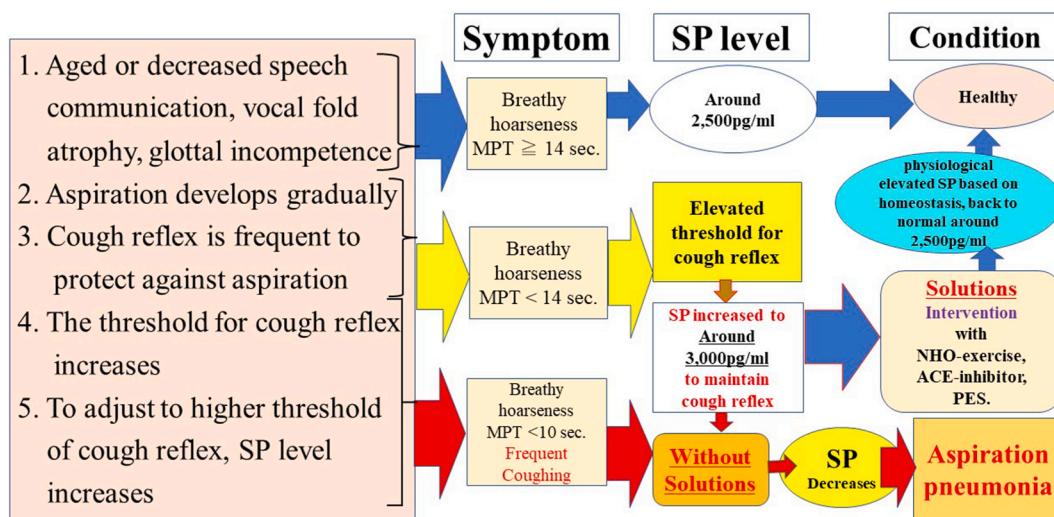 1. Aged or decreased speech
communication, vocal fold
atrophy, glottal incompetence
2. Aspiration develops gradually
3. Cough reflex is frequent to
protect against aspiration
4. The threshold for cough reflex
increases
5. To adjust to higher threshold
of cough reflex, SP level
increases
Symptom
Breathy
hoarseness
MPT ≧ 14 sec.
Breathy
hoarseness
MPT < 14 sec.
Breathy
hoarseness
MPT <10 sec.
Frequent
Coughing
SP level
Around
2,500pg/ml
Elevated
threshold for
cough reflex
SP increased to
Around
3,000pg/ml
to maintain
cough reflex
Without
Solutions
SP
Decreases
Condition
Healthy
physiological
elevated SP based on
homeostasis, back to
normal around
2,500pg/ml
Solutions
Intervention
with
NHO-exercise,
ACE-inhibitor,
PES.
Aspiration
pneumonia